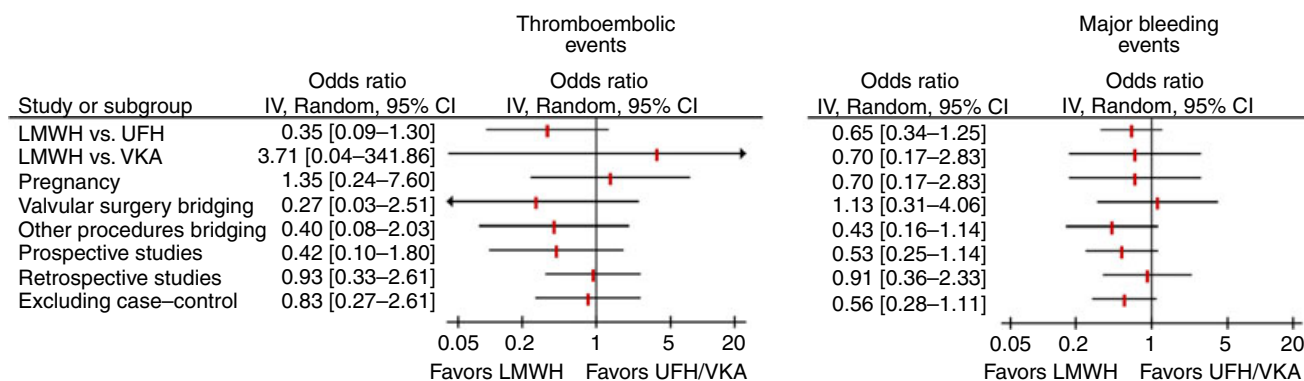 Thromboembolic events
Major bleeding events
Odds ratio Odds ratio Odds ratio Odds ratio
Study or subgroup IV, Random, 95% CI IV, Random, 95% CI IV, Random, 95% CI IV, Random, 95% CI
LMWH vs. UFH 0.35 [0.09–1.30] 0.65 [0.34–1.25]
LMWH vs. VKA 3.71 [0.04–341.86] 0.70 [0.17–2.83]
Pregnancy 1.35 [0.24–7.60] 0.70 [0.17–2.83]
Valvular surgery bridging 0.27 [0.03–2.51] 1.13 [0.31–4.06]
Other procedures bridging 0.40 [0.08–2.03] 0.43 [0.16–1.14]
Prospective studies 0.42 [0.10–1.80] 0.53 [0.25–1.14]
Retrospective studies 0.93 [0.33–2.61] 0.91 [0.36–2.33]
Excluding case–control 0.83 [0.27–2.61] 0.56 [0.28–1.11]
0.05 0.2 1 5 20 0.05 0.2 1 5 20
Favors LMWH Favors UFH/VKA Favors LMWH Favors UFH/VKA